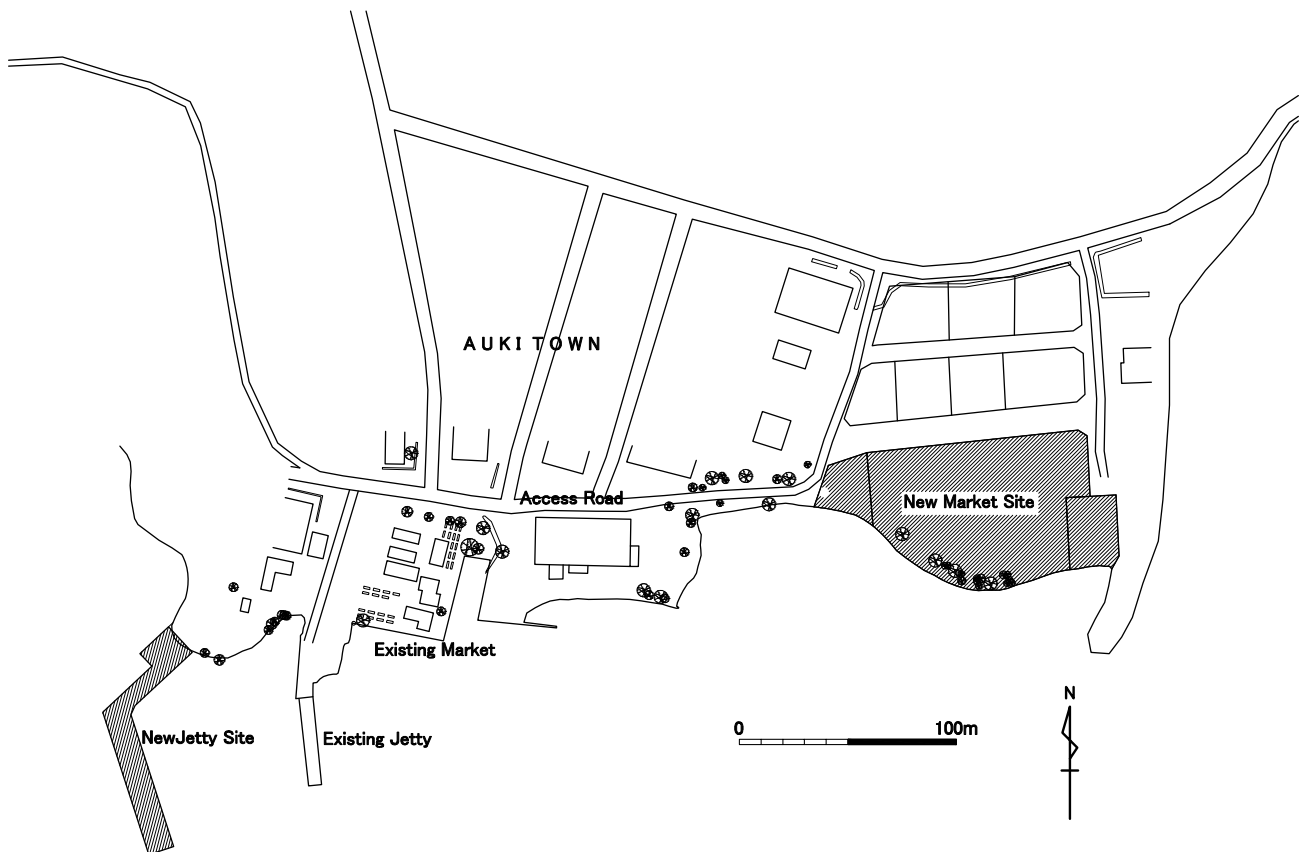 AUKI TOWN
Access Road
New Market Site
Existing Market
NewJetty Site
Existing Jetty
0 100m
N